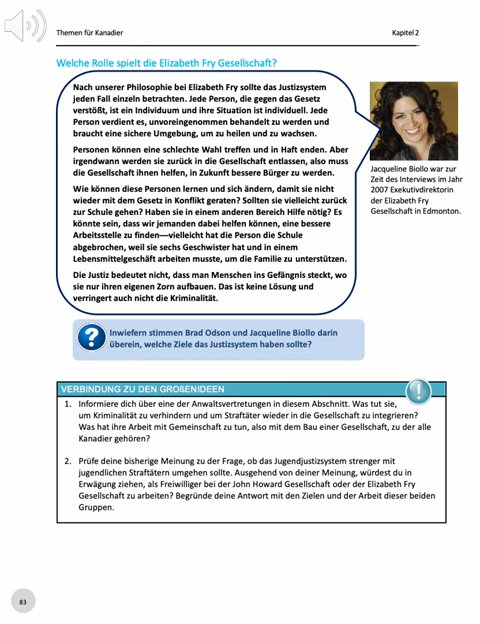 Themen für Kanadier
Kapitel 2
Welche Rolle spielt die Elizabeth Fry Gesellschaft?
Nach unserer Philosophie bei Elizabeth Fry sollte das Justizsystem
jeden Fall einzeln betrachten. Jede Person, die gegen das Gesetz
verstößt, ist ein Individuum und ihre Situation ist individuell. Jede
Person verdient es, unvoreingenommen behandelt zu werden und
braucht eine sichere Umgebung, um zu heilen und zu wachsen.
Personen können eine schlechte Wahl treffen und in Haft enden. Aber
irgendwann werden sie zurück in die Gesellschaft entlassen, also muss
die Gesellschaft ihnen helfen, in Zukunft bessere Bürger zu werden.
Wie können diese Personen lernen und sich ändern, damit sie nicht
wieder mit dem Gesetz in Konflikt geraten? Sollten sie vielleicht zurück
zur Schule gehen? Haben sie in einem anderen Bereich Hilfe nötig? Es
könnte sein, dass wir jemanden dabei helfen können, eine bessere
Arbeitsstelle zu finden—vielleicht hat die Person die Schule
abgebrochen, weil sie sechs Geschwister hat und in einem
Lebensmittelgeschäft arbeiten musste, um die Familie zu unterstützen.
Die Justiz bedeutet nicht, dass man Menschen ins Gefängnis steckt, wo
sie nur ihren eigenen Zorn aufbauen. Das ist keine Lösung und
verringert auch nicht die Kriminalität.
Jacqueline Biollo war zur
Zeit des Interviews im Jahr
2007 Exekutivdirektorin
der Elizabeth Fry
Gesellschaft in Edmonton.
Inwiefern stimmen Brad Odson und Jacqueline Biollo darin
überein, welche Ziele das Justizsystem haben sollte?
VERBINDUNG ZU DEN GROßENIDEEN
1. Informiere dich über eine der Anwaltsvertretungen in diesem Abschnitt. Was tut sie,
um Kriminalität zu verhindern und um Straftäter wieder in die Gesellschaft zu integrieren?
Was hat ihre Arbeit mit Gemeinschaft zu tun, also mit dem Bau einer Gesellschaft, zu der alle
Kanadier gehören?
2. Prüfe deine bisherige Meinung zu der Frage, ob das Jugendjustizsystem strenger mit
jugendlichen Straftätern umgehen sollte. Ausgehend von deiner Meinung, würdest du in
Erwägung ziehen, als Freiwilliger bei der John Howard Gesellschaft oder der Elizabeth Fry
Gesellschaft zu arbeiten? Begründe deine Antwort mit den Zielen und der Arbeit dieser beiden
Gruppen.
83